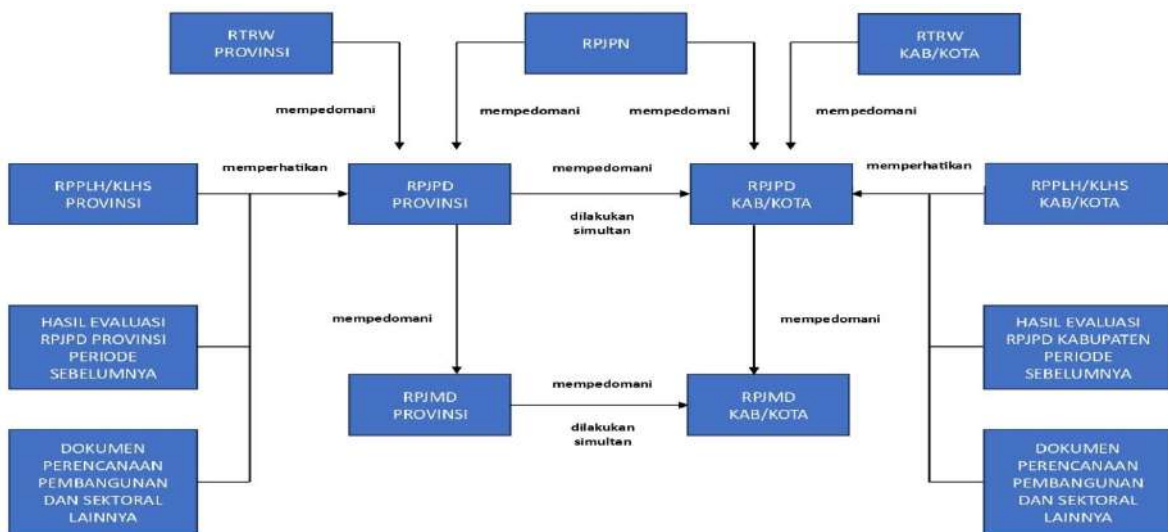 RTRW
PROVINSI
RPJPN
RTRW
KAB/KOTA
mempedomani
mempedomani
mempedomani
mempedomani
RPPLH/KLHS
PROVINSI
memperhatikan
RPJPD
PROVINSI
mempedomani
dilakukan
simultan
RPJPD
KAB/KOTA
memperhatikan
RPPLH/KLHS
KAB/KOTA
HASIL EVALUASI
RPJPD PROVINSI
PERIODE
SEBELUMNYA
mempedomani
mempedomani
HASIL EVALUASI
RPJPD KABUPATEN
PERIODE
SEBELUMNYA
RPJMD
PROVINSI
mempedomani
dilakukan
simultan
RPJMD
KAB/KOTA
DOKUMEN
PERENCANAAN
PEMBANGUNAN
DAN SEKTORAL
LAINNYA
DOKUMEN
PERENCANAAN
PEMBANGUNAN
DAN SEKTORAL
LAINNYA